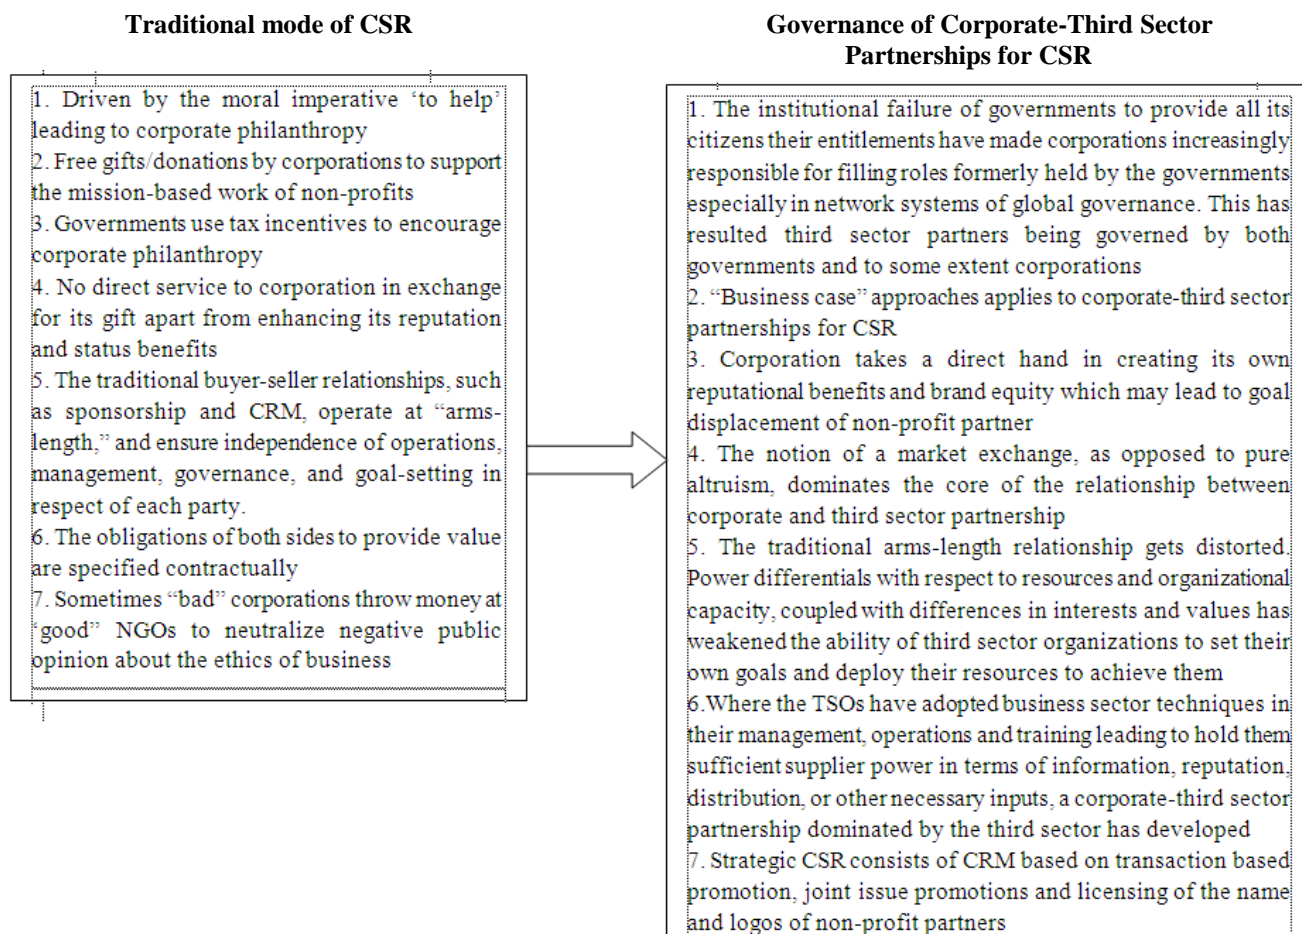 Traditional mode of CSR
1. Driven by the moral imperative ‘to help’
leading to corporate philanthropy
2. Free gifts/donations by corporations to support
the mission-based work of non-profits
3. Governments use tax incentives to encourage
corporate philanthropy
4. No direct service to corporation in exchange
for its gift apart from enhancing its reputation
and status benefits
5. The traditional buyer-seller relationships, such
as sponsorship and CRM, operate at “arms-
length,” and ensure independence of operations,
management, governance, and goal-setting in
respect of each party.
6. The obligations of both sides to provide value
are specified contractually
7. Sometimes “bad” corporations throw money at
‘good” NGOs to neutralize negative public
opinion about the ethics of business
Governance of Corporate-Third Sector
Partnerships for CSR
1. The institutional failure of governments to provide all its
citizens their entitlements have made corporations increasingly
responsible for filling roles formerly held by the governments
especially in network systems of global governance. This has
resulted third sector partners being governed by both
governments and to some extent corporations
2. “Business case” approaches applies to corporate-third sector
partnerships for CSR
3. Corporation takes a direct hand in creating its own
reputational benefits and brand equity which may lead to goal
displacement of non-profit partner
4. The notion of a market exchange, as opposed to pure
altruism, dominates the core of the relationship between
corporate and third sector partnership
5. The traditional arms-length relationship gets distorted.
Power differentials with respect to resources and organizational
capacity, coupled with differences in interests and values has
weakened the ability of third sector organizations to set their
own goals and deploy their resources to achieve them
6.Where the TSOs have adopted business sector techniques in
their management, operations and training leading to hold them
sufficient supplier power in terms of information, reputation,
distribution, or other necessary inputs, a corporate-third sector
partnership dominated by the third sector has developed
7. Strategic CSR consists of CRM based on transaction based
promotion, joint issue promotions and licensing of the name
and logos of non-profit partners